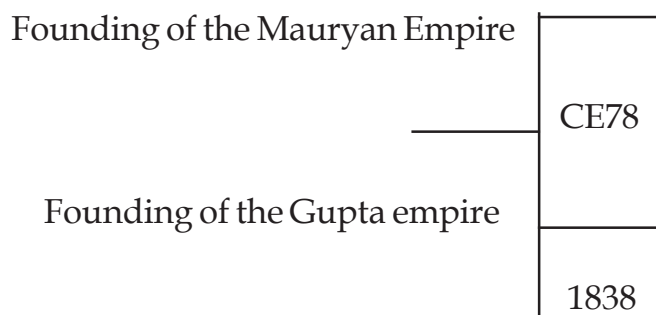 Founding of the Mauryan Empire
CE78
Founding of the Gupta empire
1838